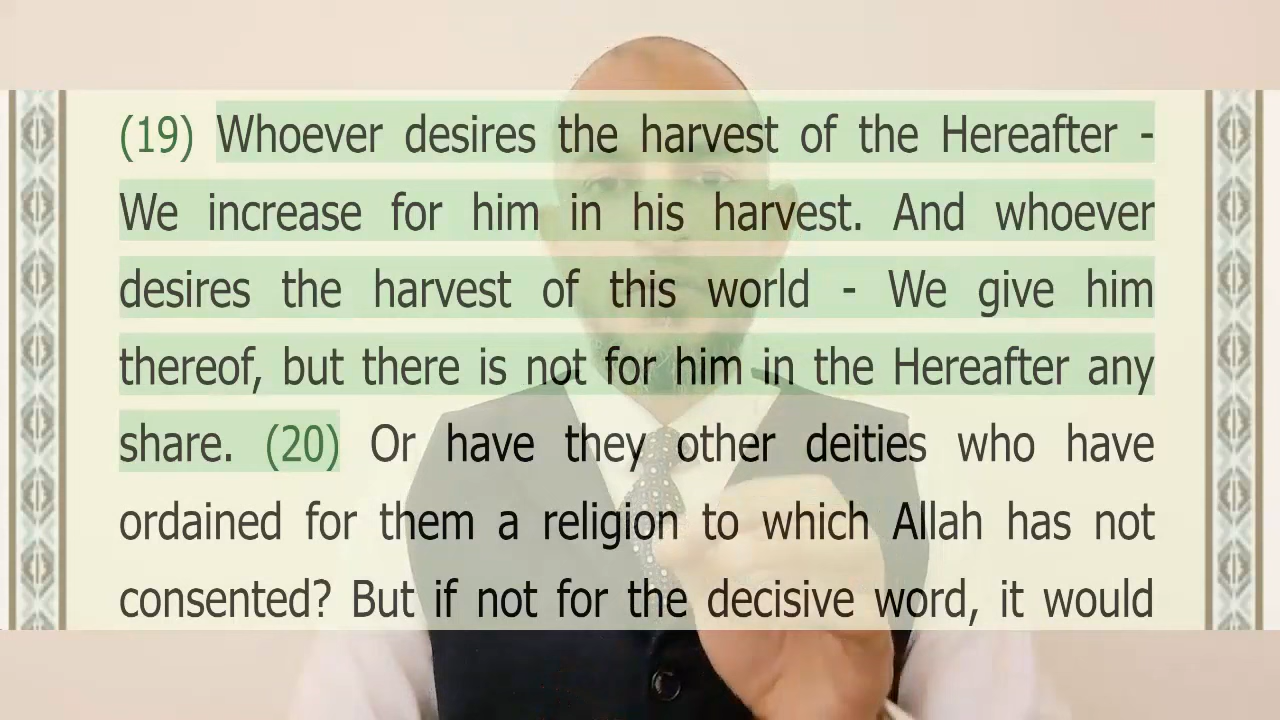 (19) Whoever desires the harvest of the Hereafter -
We increase for him in his harvest. And whoever
desires the harvest of this world - We give him
thereof, but there is not for him in the Hereafter any
share. (20) Or have they other deities who have
ordained for them a religion to which Allah has not
consented? But if not for the decisive word, it would